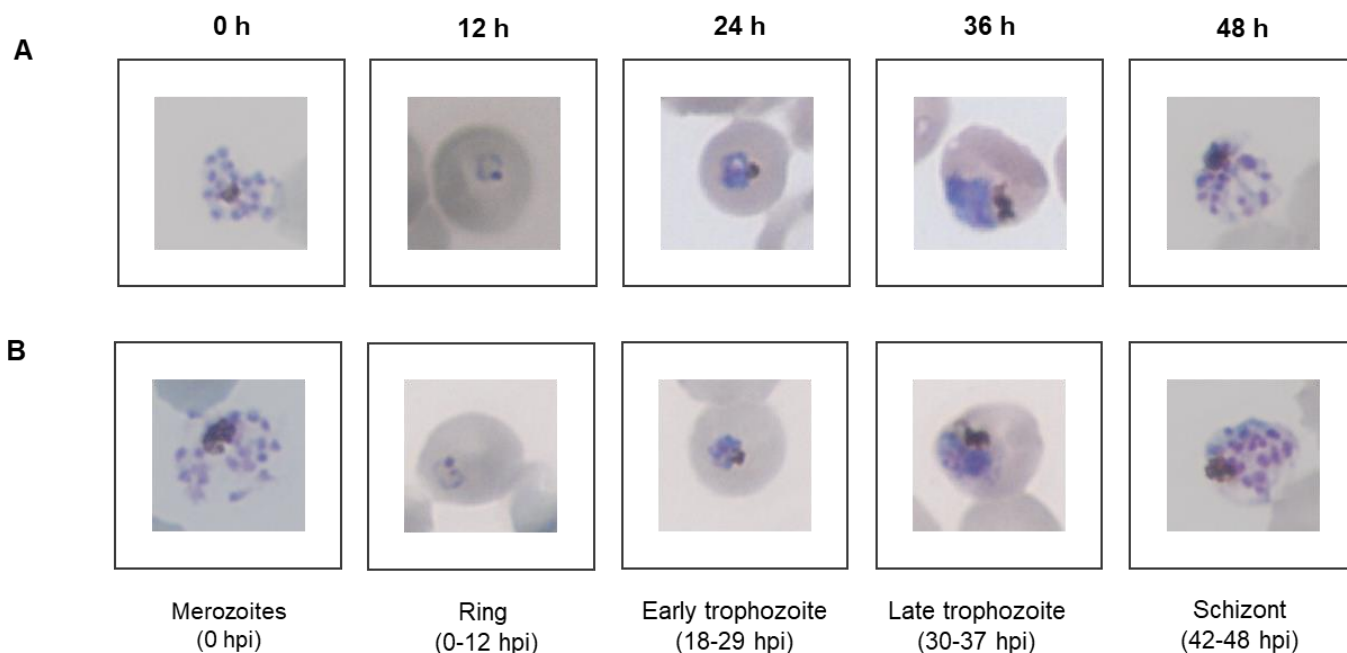 0 h
12 h
24 h
36 h
48 h
A
B
Merozoites
(0 hpi)
Ring
(0-12 hpi)
Early trophozoite
(18-29 hpi)
Late trophozoite
(30-37 hpi)
Schizont
(42-48 hpi)